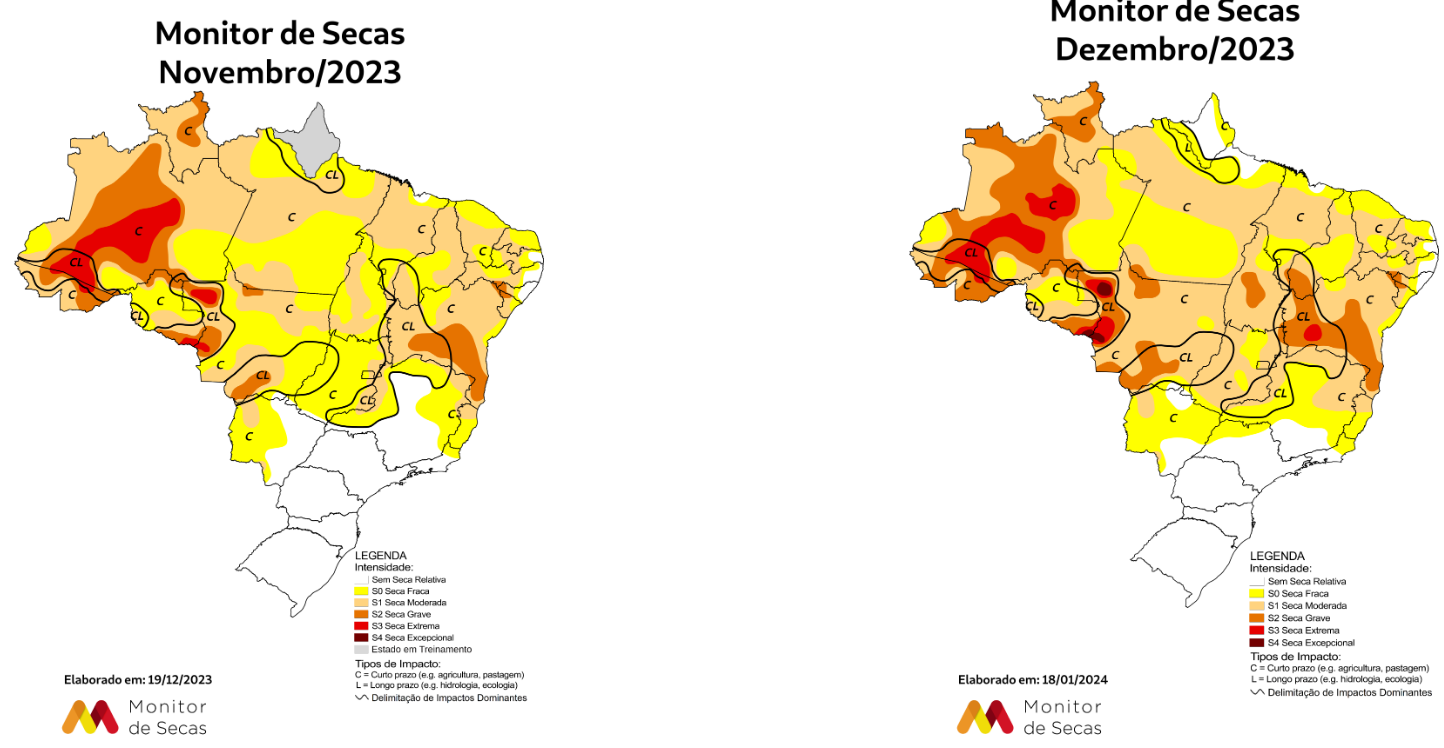 Monitor de Secas
Novembro/2023
C
CL
C
C
CL
C
C
CL
CL
C
C
CL
C
CL
C
CL
C
C
LEGENDA
Intensidade:
Sem Seca Relativa
S0 Seca Fraca
S1 Seca Moderada
S2 Seca Grave
S3 Seca Extrema
S4 Seca Excepcional
Estado em Treinamento
Tipos de Impacto:
C = Curto prazo (e.g. agricultura, pastagem)
L = Longo prazo (e.g. hidrologia, ecologia)
Delimitação de Impactos Dominantes
Elaborado em: 19/12/2023
Monitor
de Secas
Monitor de Secas
Dezembro/2023
C
C
L
C
C
C
C
CL
C
C
CL
CL
C
CL
C
CL
C
CL
C
C
LEGENDA
Intensidade:
Sem Seca Relativa
S0 Seca Fraca
S1 Seca Moderada
S2 Seca Grave
S3 Seca Extrema
S4 Seca Excepcional
Tipos de Impacto:
C = Curto prazo (e.g. agricultura, pastagem)
L = Longo prazo (e.g. hidrologia, ecologia)
Delimitação de Impactos Dominantes
Elaborado em: 18/01/2024
Monitor
de Secas